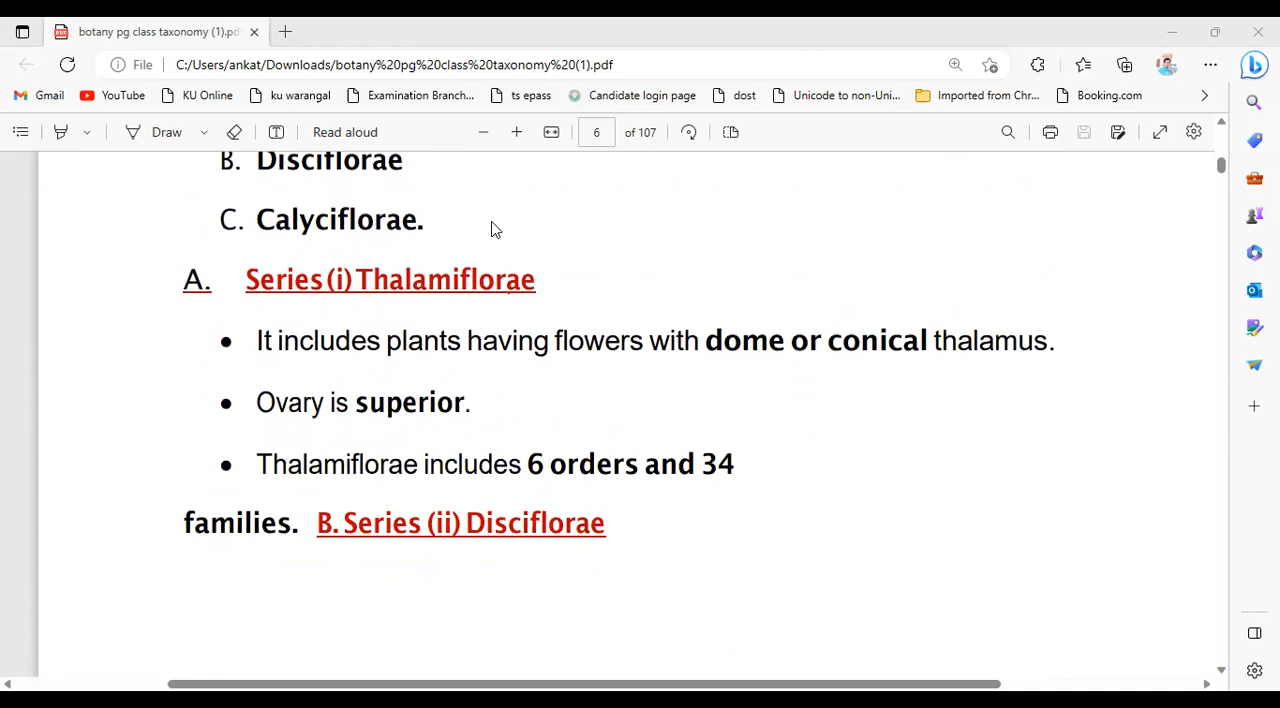 botany pg class taxonomy (1).pdf
File C:/Users/ankat/Downloads/botany%20pg%20class%20taxonomy%20(1).pdf
Gmail YouTube KU Online ku warangal Examination Branch... ts epass Candidate login page dost Unicode to non-Uni... Imported from Chr... Booking.com
Draw Read aloud 6 of 107
B. Disciflorae
C. Calyciflorae.
A. Series (i) Thalamiflorae
• It includes plants having flowers with dome or conical thalamus.
• Ovary is superior.
• Thalamiflorae includes 6 orders and 34
families. B. Series (ii) Disciflorae